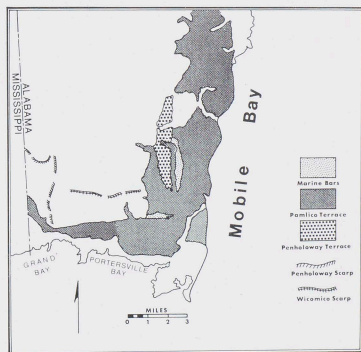 ALABAMA
MISSISSIPPI
Mobile Bay
GRAND BAY
PORTERSVILLE BAY
MILES
0 1 2 3
Marine Bars
Pamlico Terrace
Penholoway Terrace
Penholoway Scarp
Wicomico Scarp